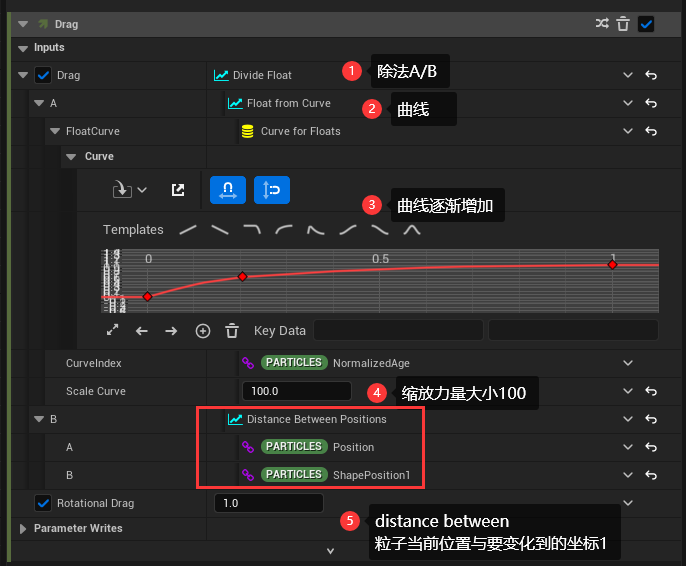 Drag
Inputs
Drag
Divide Float
1 除法A/B
A
Float from Curve
2 曲线
FloatCurve
Curve for Floats
Curve
3 曲线逐渐增加
Templates
0 0.5 1
Key Data
CurveIndex
PARTICLES NormalizedAge
Scale Curve
100.0
4 缩放力量大小100
B
Distance Between Positions
A
PARTICLES Position
B
PARTICLES ShapePosition1
Rotational Drag
1.0
5 distance between
粒子当前位置与要变化到的坐标1
Parameter Writes